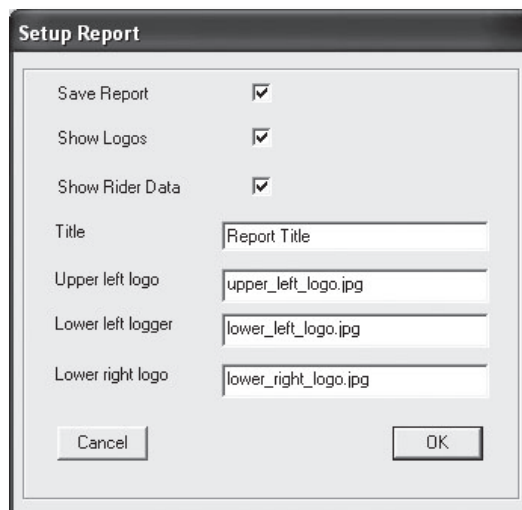 Setup Report
Save Report
Show Logos
Show Rider Data
Title Report Title
Upper left logo upper_left_logo.jpg
Lower left logger lower_left_logo.jpg
Lower right logo lower_right_logo.jpg
Cancel OK